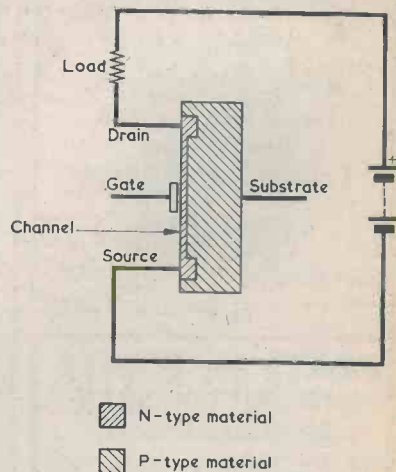 Load
Drain
Gate
Substrate
Channel
Source
+
N-type material
P-type material